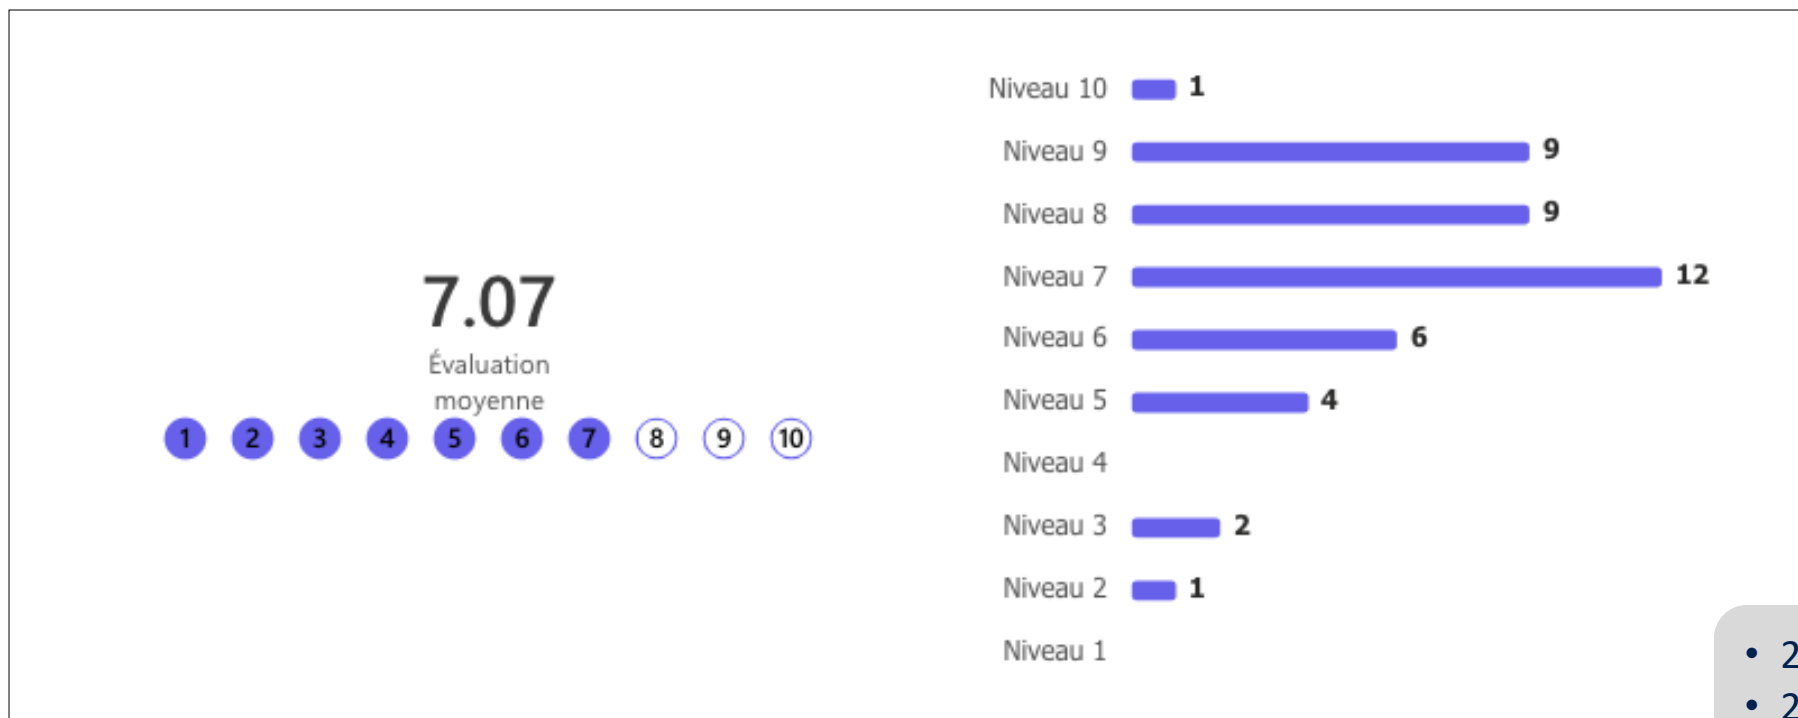 7.07
Évaluation
moyenne
1 2 3 4 5 6 7 8 9 10
Niveau 10 1
Niveau 9 9
Niveau 8 9
Niveau 7 12
Niveau 6 6
Niveau 5 4
Niveau 4
Niveau 3 2
Niveau 2 1
Niveau 1
• 2
• 2